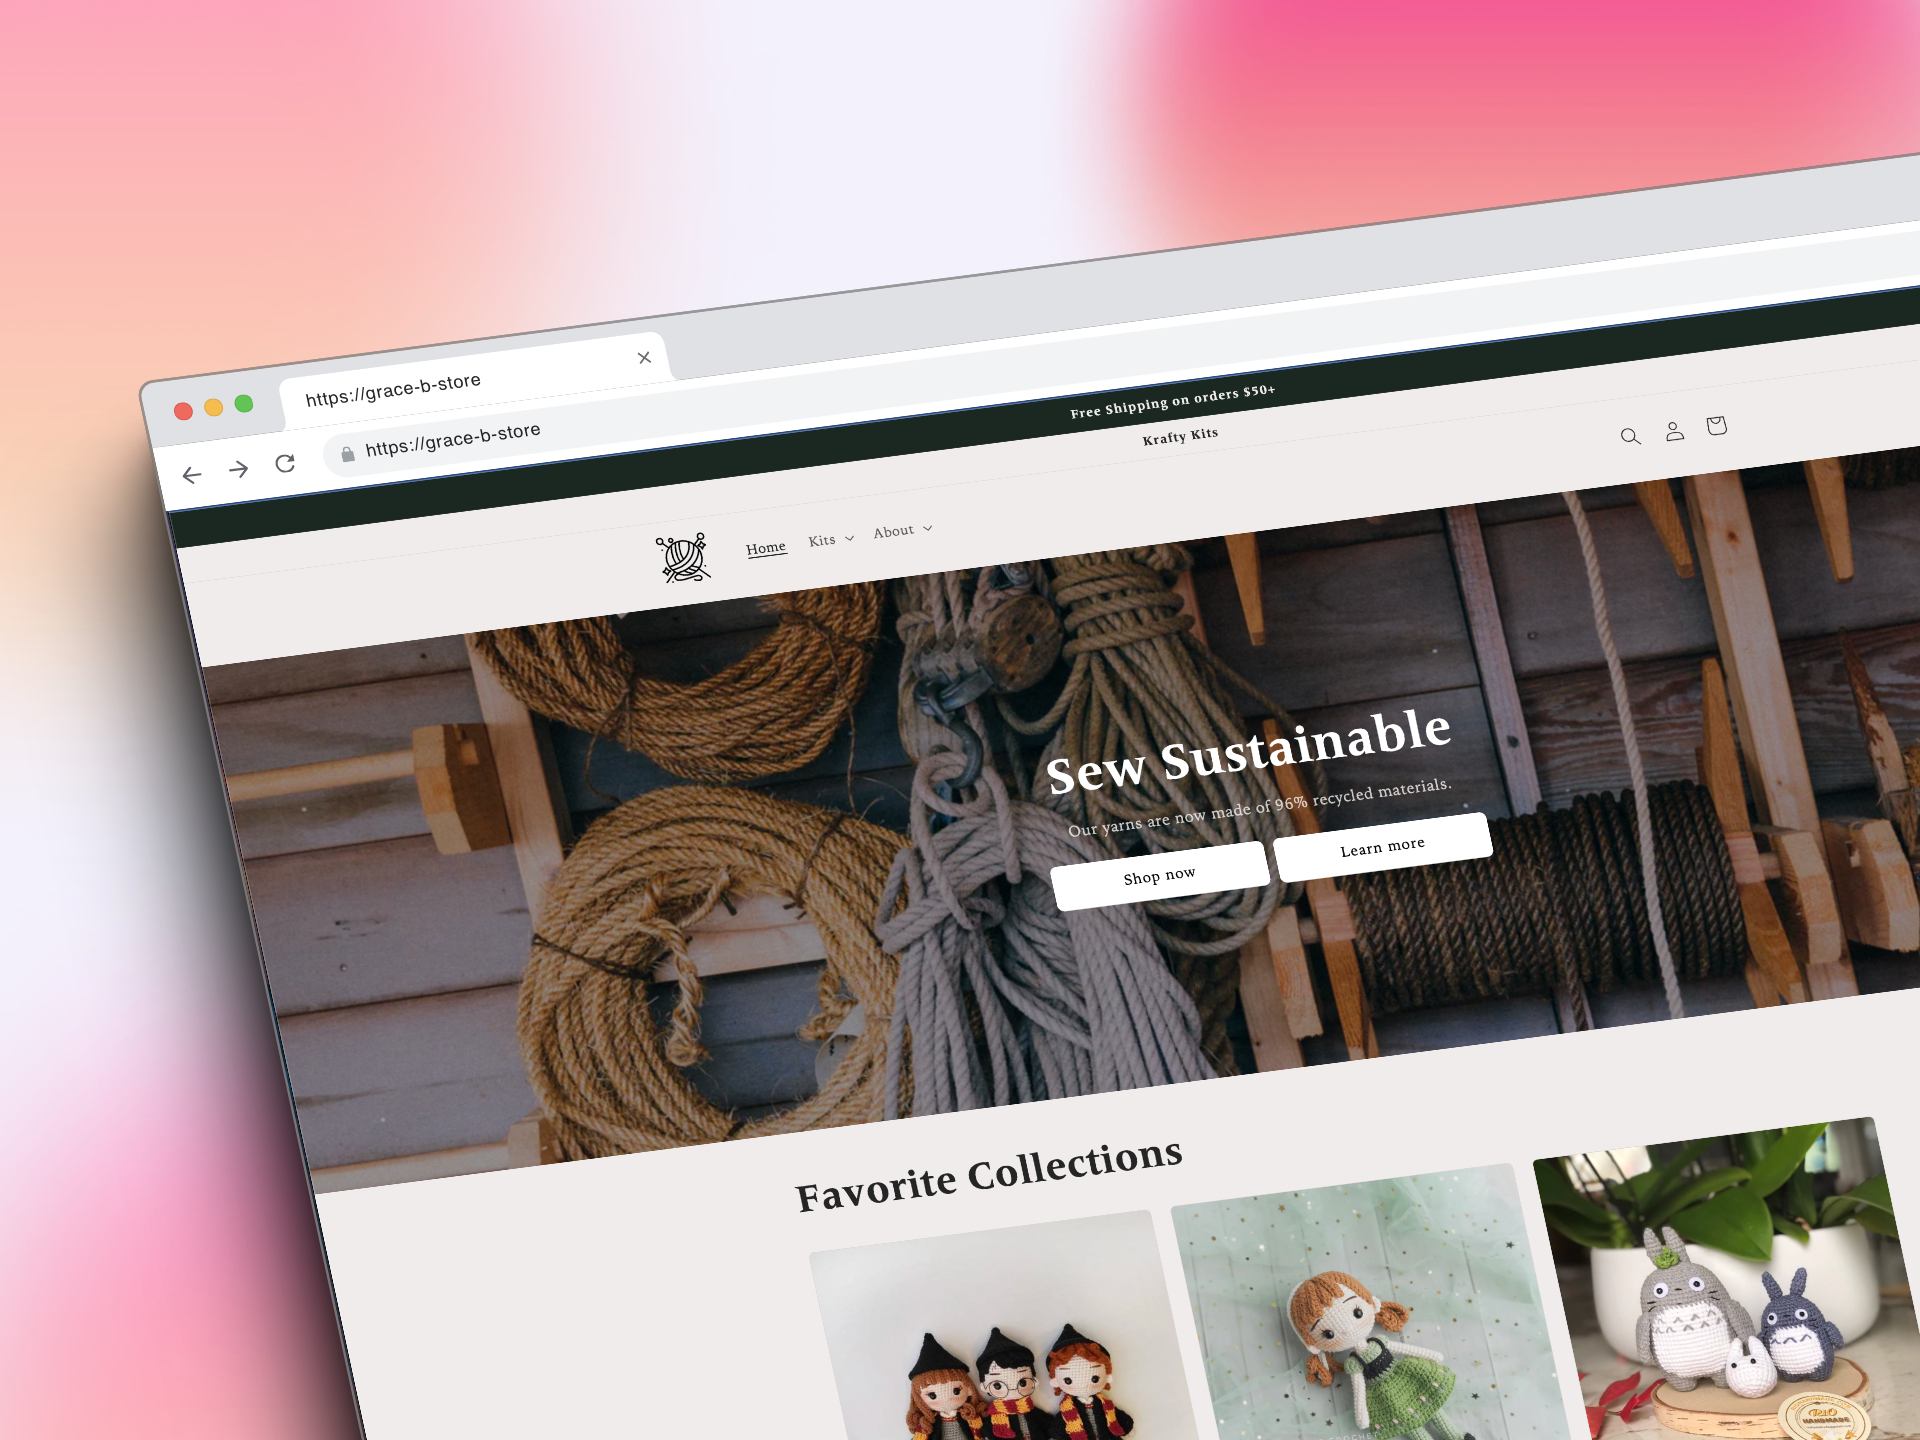 https://grace-b-store
https://grace-b-store
Free Shipping on orders $50+
Krafty Kits
Home Kits About
Sew Sustainable
Our yarns are now made of 96% recycled materials.
Shop now Learn more
Favorite Collections
HANDMADE